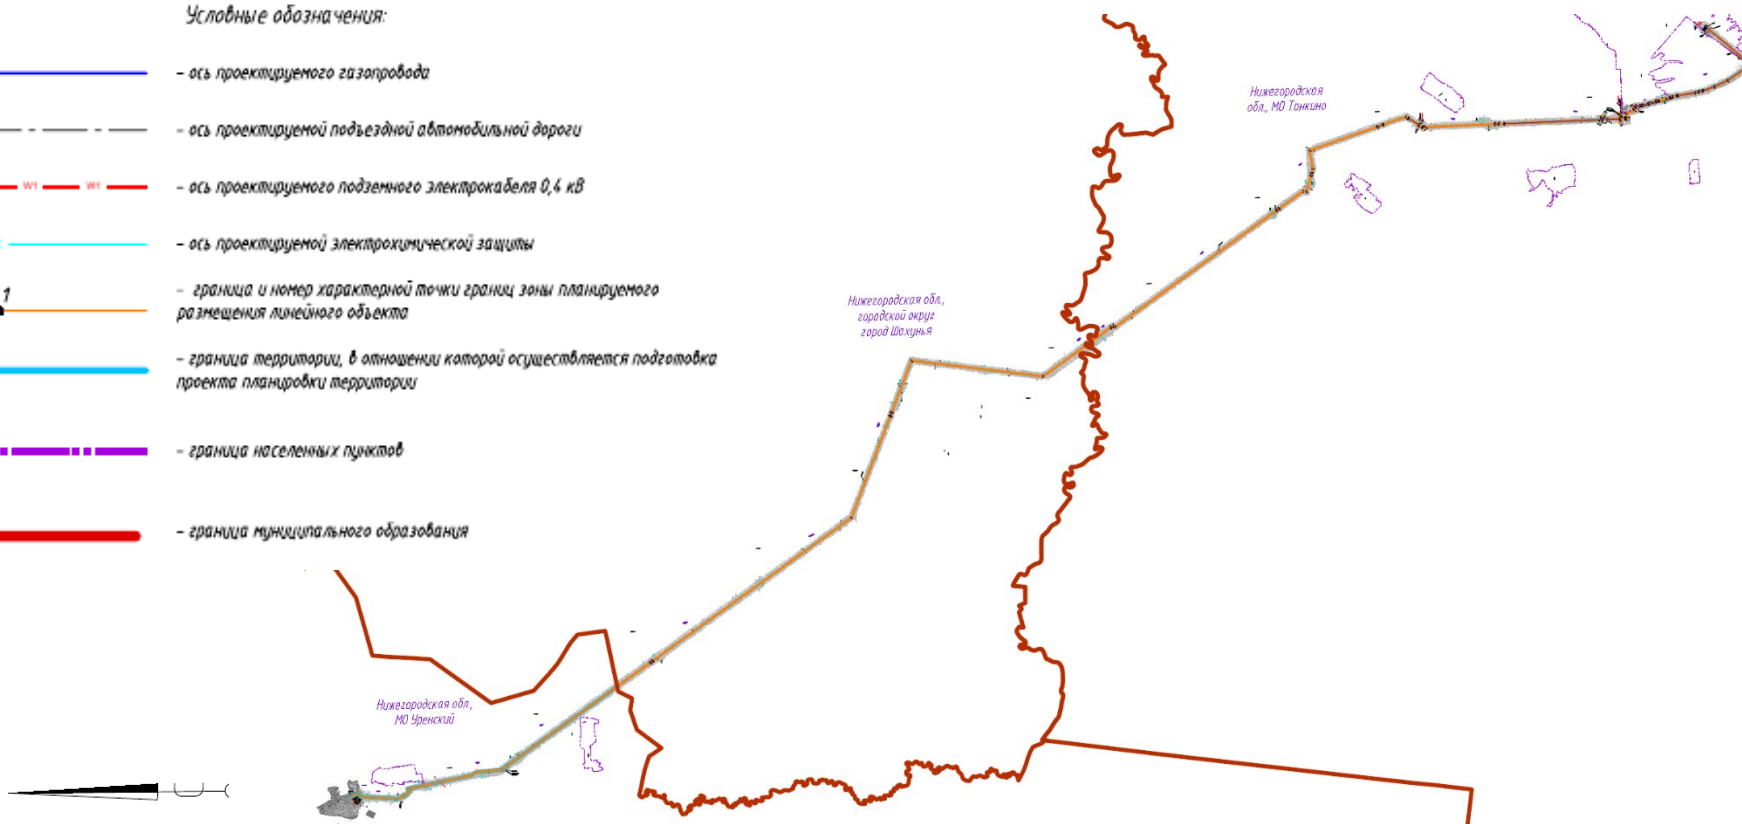 Условные обозначения:
- ось проектируемого газопровода
- ось проектируемой подъездной автомобильной дороги
W1 W1
- ось проектируемого подземного электрокабеля 0,4 кВ
- ось проектируемой электрохимической защиты
1
- граница и номер характерной точки границ зоны планируемого
размещения линейного объекта
- граница территории, в отношении которой осуществляется подготовка
проекта планировки территории
- граница населенных пунктов
- граница муниципального образования
Нижегородская
обл., МО Тонкино
Нижегородская обл.,
городской округ
город Шахунья
Нижегородская обл.,
МО Уренский